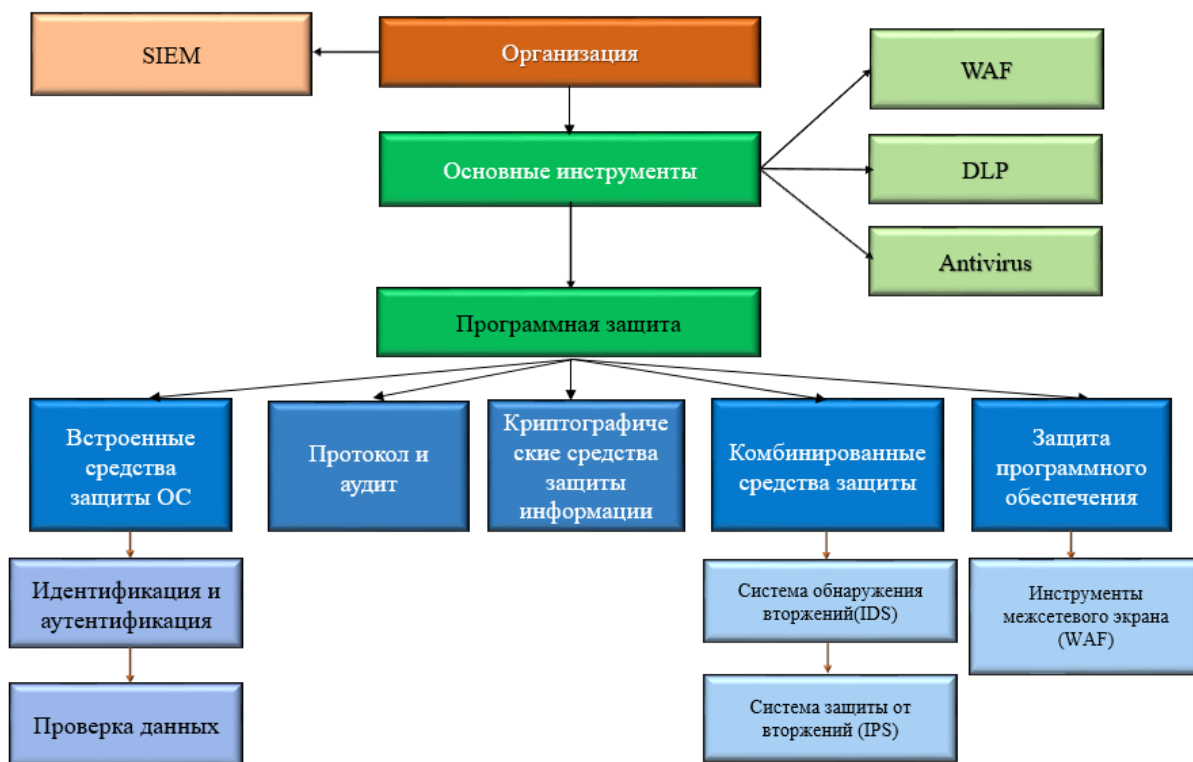 SIEM
Организация
WAF
Основные инструменты
DLP
Antivirus
Программная защита
Встроенные
средства
защиты ОС
Протокол и
аудит
Криптографиче
ские средства
защиты
информации
Комбинированные
средства защиты
Защита
программного
обеспечения
Идентификация и
аутентификация
Система обнаружения
вторжений(IDS)
Инструменты
межсетевого экрана
(WAF)
Проверка данных
Система защиты от
вторжений (IPS)